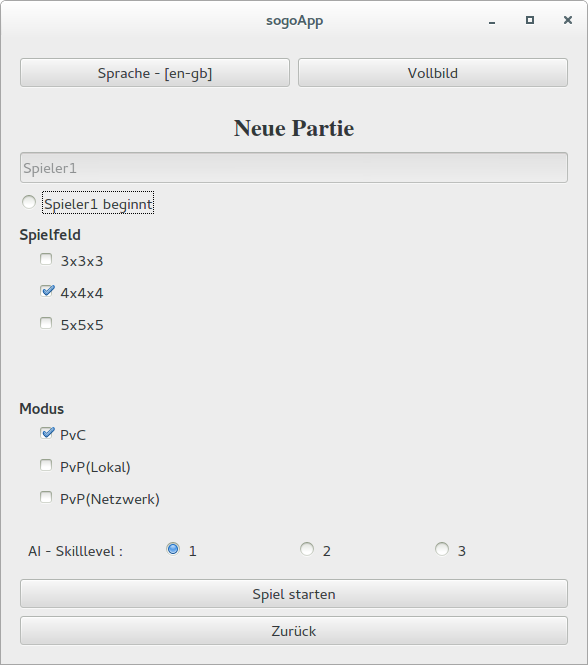 sogoApp
Sprache - [en-gb] Vollbild
Neue Partie
Spieler1
Spieler1 beginnt
Spielfeld
3x3x3
4x4x4
5x5x5
Modus
PvC
PvP(Lokal)
PvP(Netzwerk)
AI - Skilllevel : 1 2 3
Spiel starten
Zurück